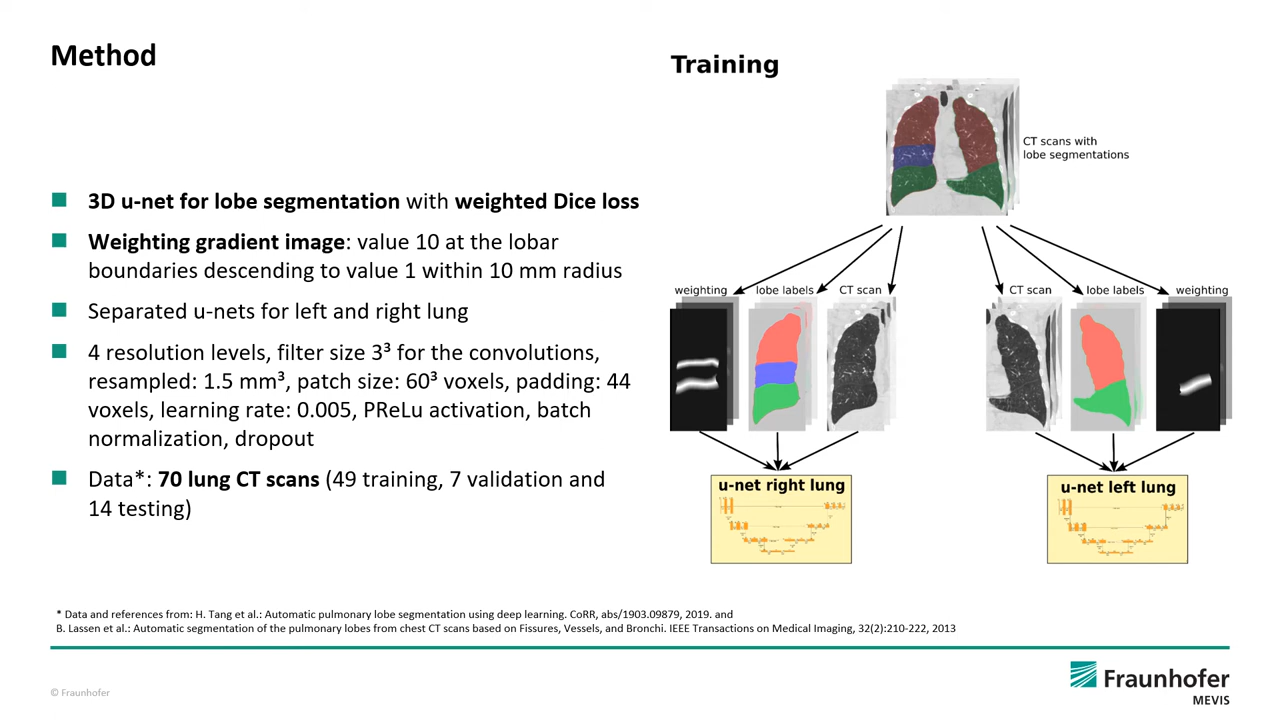 Method
3D u-net for lobe segmentation with weighted Dice loss
Weighting gradient image: value 10 at the lobar
boundaries descending to value 1 within 10 mm radius
Separated u-nets for left and right lung
4 resolution levels, filter size 3³ for the convolutions,
resampled: 1.5 mm³, patch size: 60³ voxels, padding: 44
voxels, learning rate: 0.005, PReLu activation, batch
normalization, dropout
Data*: 70 lung CT scans (49 training, 7 validation and
14 testing)
Training
CT scans with
lobe segmentations
weighting
lobe labels
CT scan
CT scan
lobe labels
weighting
u-net right lung
u-net left lung
* Data and references from: H. Tang et al.: Automatic pulmonary lobe segmentation using deep learning. CoRR, abs/1903.09879, 2019. and
B. Lassen et al.: Automatic segmentation of the pulmonary lobes from chest CT scans based on Fissures, Vessels, and Bronchi. IEEE Transactions on Medical Imaging, 32(2):210-222, 2013
© Fraunhofer
Fraunhofer
MEVIS